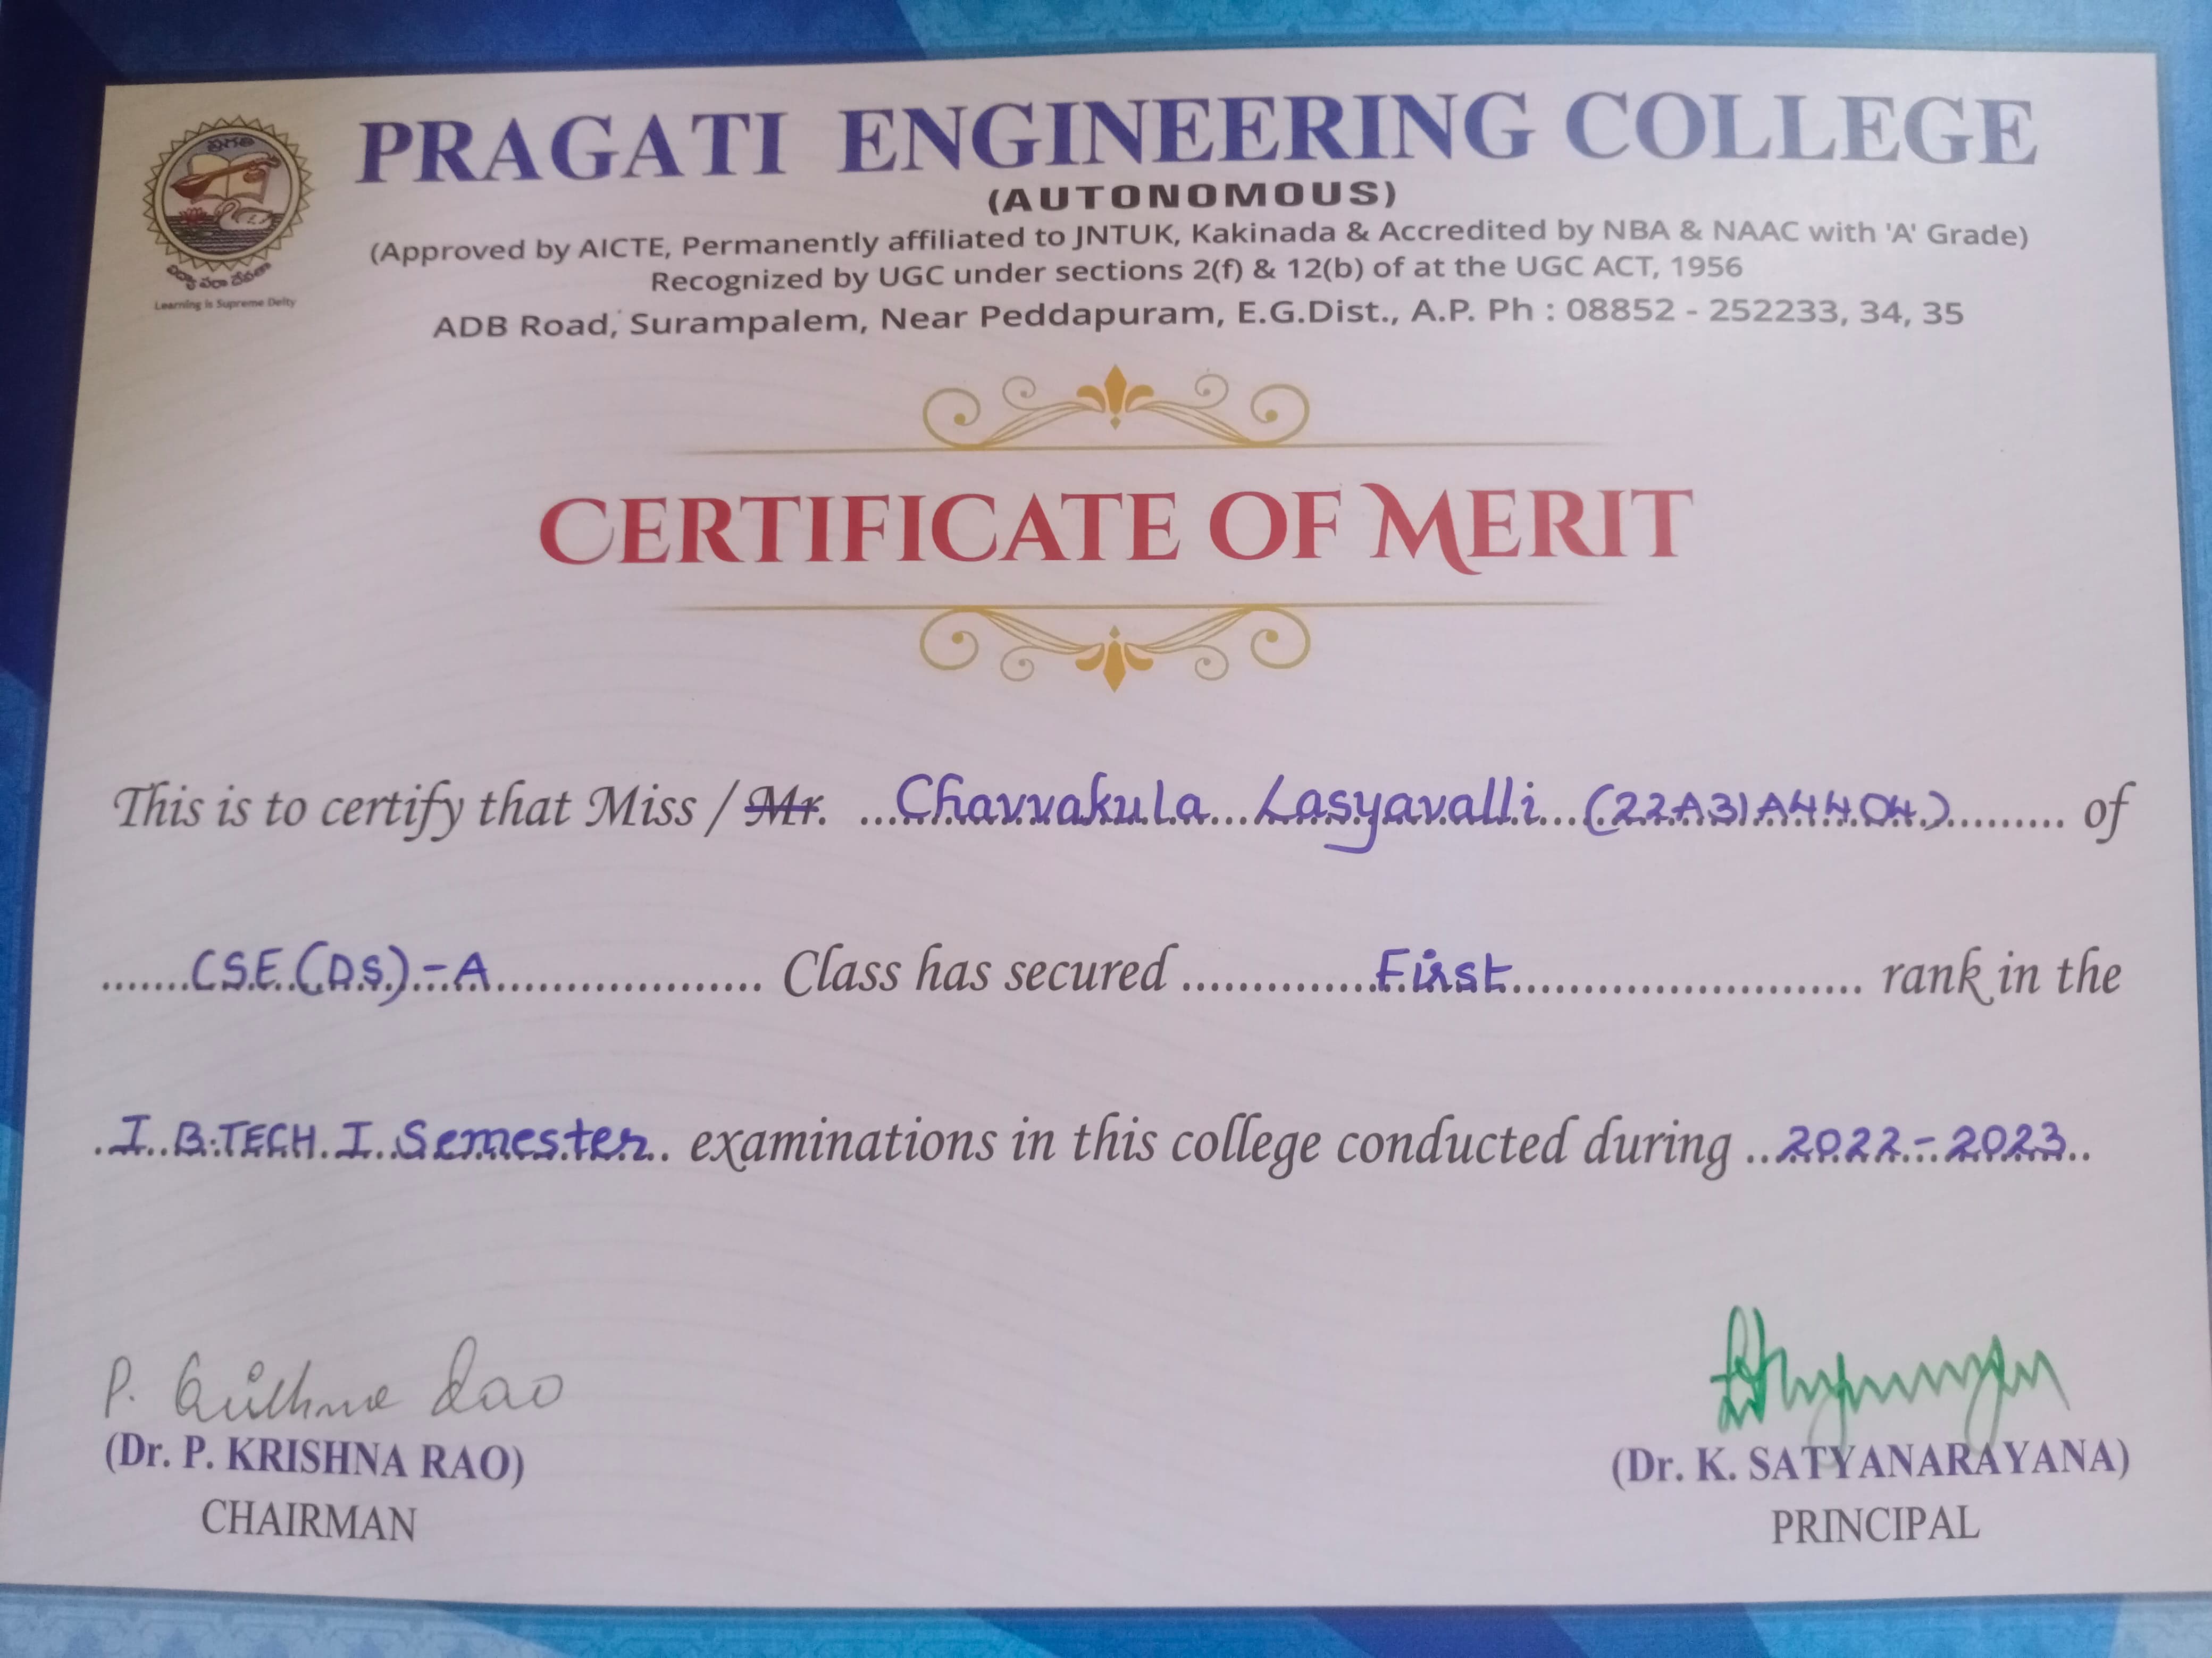 ప్రగతి
విద్యా పరా దేవతా
Learning is Supreme Deity
PRAGATI ENGINEERING COLLEGE
(AUTONOMOUS)
(Approved by AICTE, Permanently affiliated to JNTUK, Kakinada & Accredited by NBA & NAAC with 'A' Grade)
Recognized by UGC under sections 2(f) & 12(b) of at the UGC ACT, 1956
ADB Road, Surampalem, Near Peddapuram, E.G.Dist., A.P. Ph : 08852 - 252233, 34, 35
CERTIFICATE OF MERIT
This is to certify that Miss / Mr. ...Chavvakula Lasyavalli (22A31A4404)......... of
.......CSE(DS)-A................... Class has secured ..............First......................... rank in the
.I B.TECH I Semester.. examinations in this college conducted during ..2022-2023..
P. Krishna Rao
(Dr. P. KRISHNA RAO)
CHAIRMAN
(Dr. K. SATYANARAYANA)
PRINCIPAL